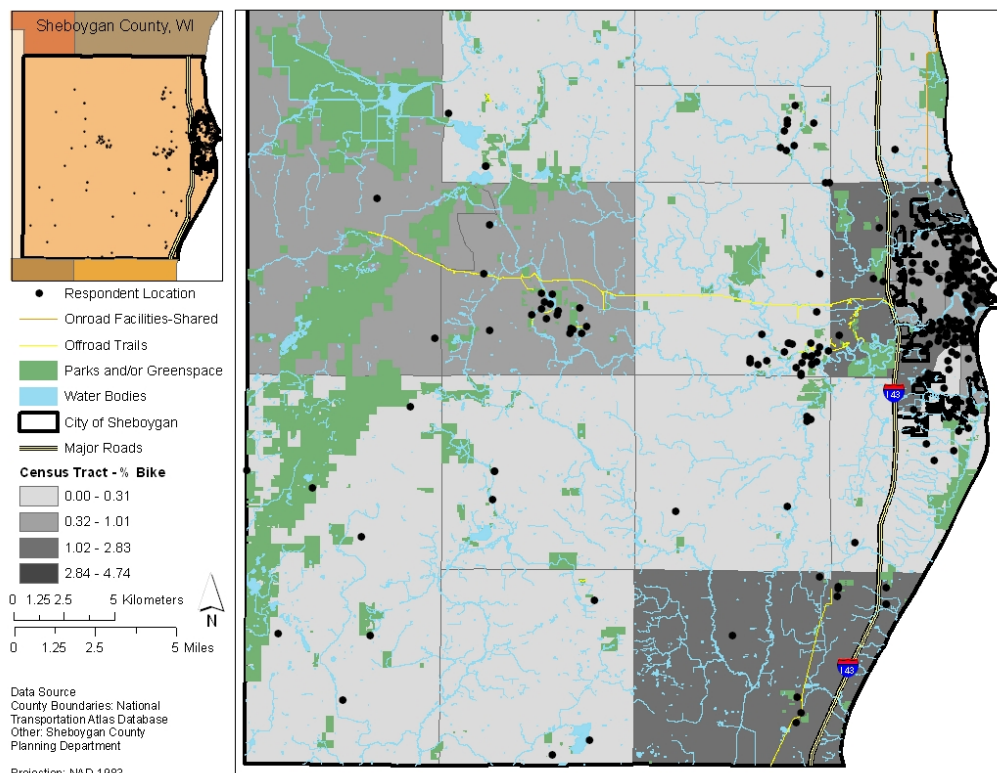 Sheboygan County, WI
Respondent Location
Onroad Facilities-Shared
Offroad Trails
Parks and/or Greenspace
Water Bodies
City of Sheboygan
Major Roads
Census Tract - % Bike
0.00 - 0.31
0.32 - 1.01
1.02 - 2.83
2.84 - 4.74
0 1.25 2.5 5 Kilometers
0 1.25 2.5 5 Miles
N
Data Source
County Boundaries: National
Transportation Atlas Database
Other: Sheboygan County
Planning Department
Projection: NAD 1983
I 43
I 43